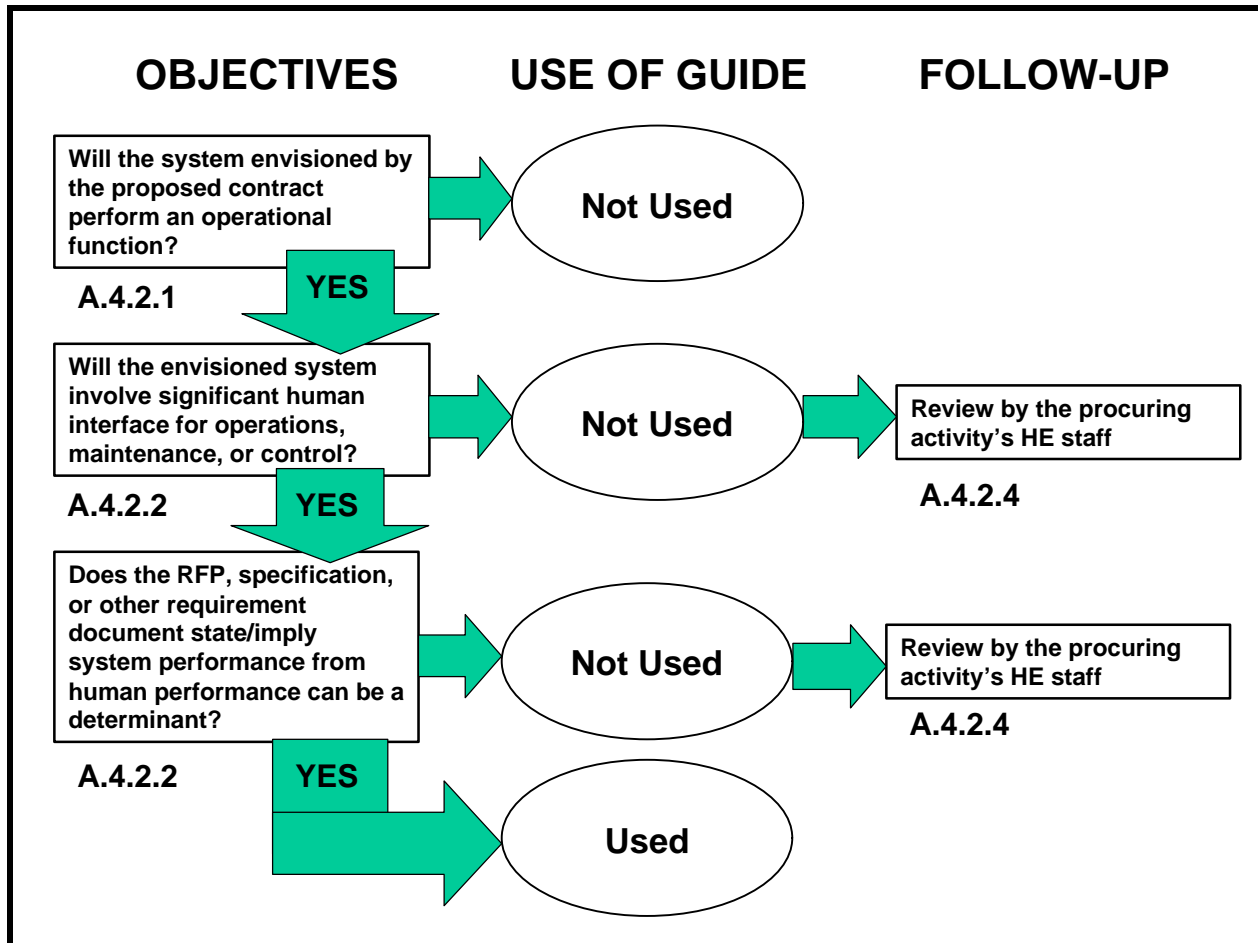 OBJECTIVES
USE OF GUIDE
FOLLOW-UP
Will the system envisioned by
the proposed contract
perform an operational
function?
Not Used
A.4.2.1
YES
Will the envisioned system
involve significant human
interface for operations,
maintenance, or control?
Not Used
Review by the procuring
activity’s HE staff
A.4.2.4
A.4.2.2
YES
Does the RFP, specification,
or other requirement
document state/imply
system performance from
human performance can be a
determinant?
Not Used
Review by the procuring
activity’s HE staff
A.4.2.4
A.4.2.2
YES
Used